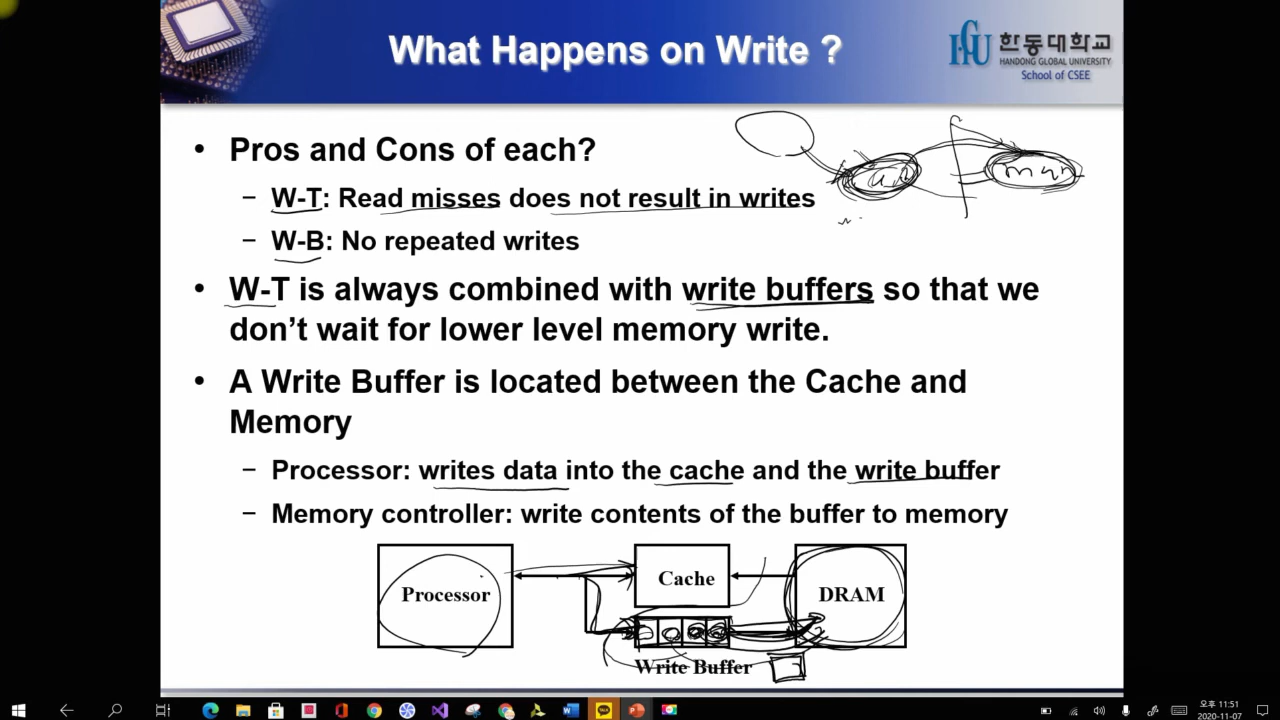 What Happens on Write ?
한동대학교
HANDONG GLOBAL UNIVERSITY
School of CSEE
• Pros and Cons of each?
– W-T: Read misses does not result in writes
– W-B: No repeated writes
• W-T is always combined with write buffers so that we
don’t wait for lower level memory write.
• A Write Buffer is located between the Cache and
Memory
– Processor: writes data into the cache and the write buffer
– Memory controller: write contents of the buffer to memory
Processor
Cache
DRAM
Write Buffer
오후 11:51
2020-11-07